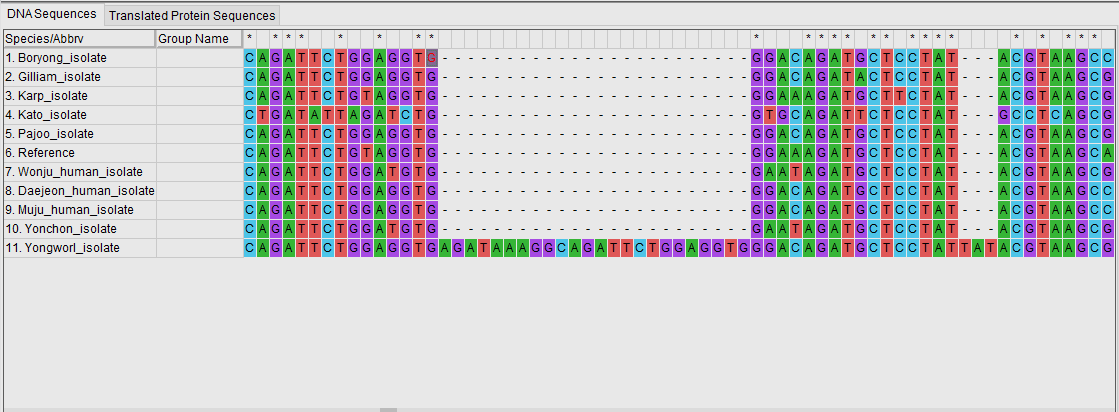 DNA Sequences Translated Protein Sequences
Species/Abbrv Group Name * * * * * * * * * * * * * * * * * * * * * * * *
1. Boryong_isolate CAGATTCTGGAGGTG------------------------GGACAGATGCTCCTAT---ACGTAAGCC
2. Gilliam_isolate CAGATTCTGGAGGTG------------------------GGACAGATACTCCTAT---ACGTAAGCG
3. Karp_isolate CAGATTCTGTAGGTG------------------------GGAAAGATGCTTCTAT---ACGTAAGCG
4. Kato_isolate CTGATATTAGATCTG------------------------GTGCAGATTCTCCTAT---GCCTCAGCG
5. Pajoo_isolate CAGATTCTGGAGGTG------------------------GGACAGATGCTCCTAT---ACGTAAGCG
6. Reference CAGATTCTGTAGGTG------------------------GGAAAGATGCTCCTAT---ACGTAAGCA
7. Wonju_human_isolate CAGATTCTGGATGTG------------------------GAATAGATGCTCCTAT---ACGTAAGCG
8. Daejeon_human_isolate CAGATTCTGGAGGTG------------------------GGACAGATGCTCCTAT---ACGTAAGCC
9. Muju_human_isolate CAGATTCTGGAGGTG------------------------GGACAGATGCTCCTAT---ACGTAAGCC
10. Yonchon_isolate CAGATTCTGGATGTG------------------------GAATAGATGCTCCTAT---ACGTAAGCG
11. Yongworl_isolate CAGATTCTGGAGGTGAGATAAAGGCAGATTCTGGAGGTGGGACAGATGCTCCTATTATACGTAAGCG